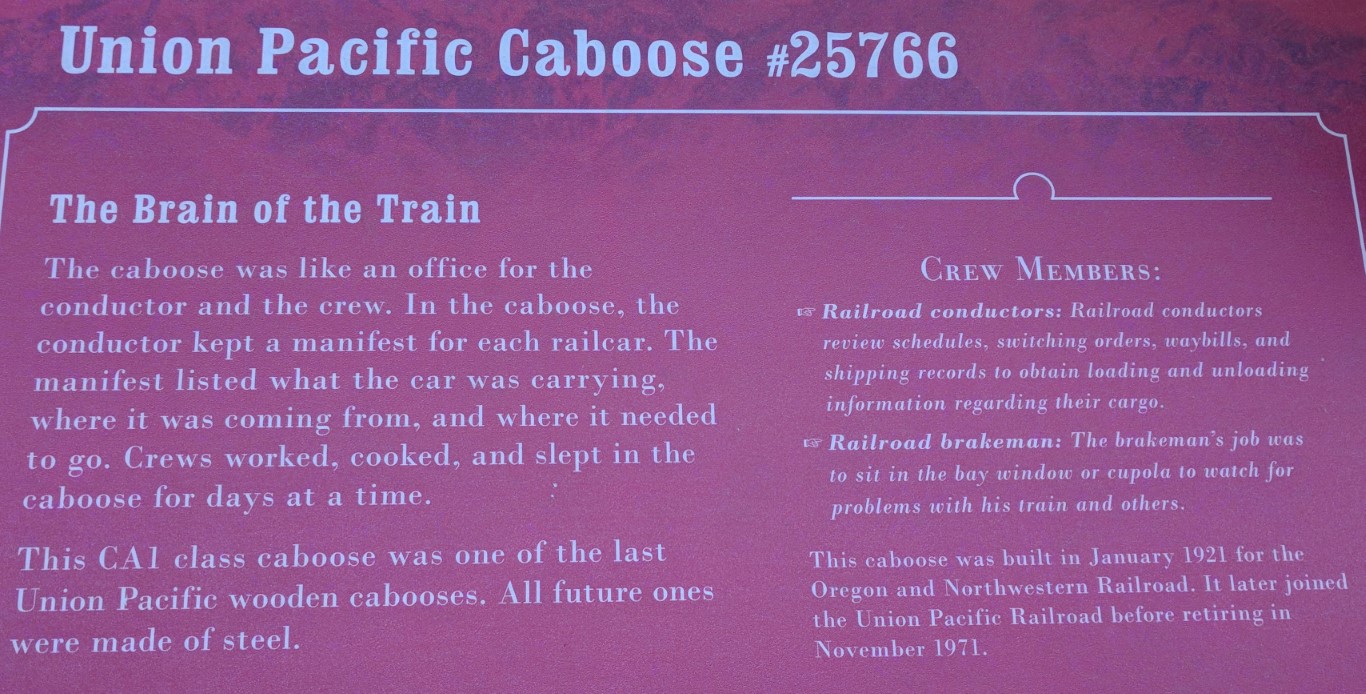 Union Pacific Caboose #25766
The Brain of the Train
The caboose was like an office for the
conductor and the crew. In the caboose, the
conductor kept a manifest for each railcar. The
manifest listed what the car was carrying,
where it was coming from, and where it needed
to go. Crews worked, cooked, and slept in the
caboose for days at a time.
This CA1 class caboose was one of the last
Union Pacific wooden cabooses. All future ones
were made of steel.
CREW MEMBERS:
☞ Railroad conductors: Railroad conductors
review schedules, switching orders, waybills, and
shipping records to obtain loading and unloading
information regarding their cargo.
☞ Railroad brakeman: The brakeman's job was
to sit in the bay window or cupola to watch for
problems with his train and others.
This caboose was built in January 1921 for the
Oregon and Northwestern Railroad. It later joined
the Union Pacific Railroad before retiring in
November 1971.